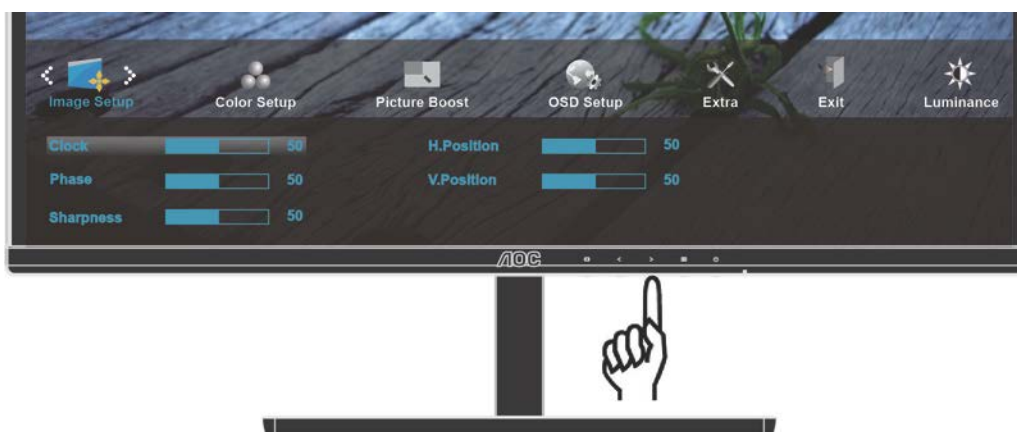 Image Setup Color Setup Picture Boost OSD Setup Extra Exit Luminance
Clock 50 H.Position 50
Phase 50 V.Position 50
Sharpness 50
AOC